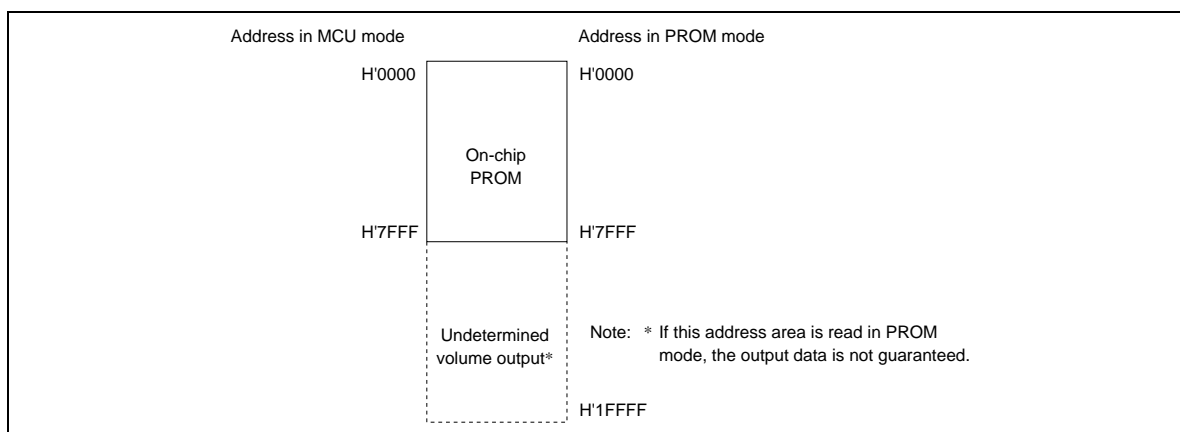 Address in MCU mode
Address in PROM mode
H'0000
H'0000
On-chip
PROM
H'7FFF
H'7FFF
Undetermined
volume output*
Note: * If this address area is read in PROM
mode, the output data is not guaranteed.
H'1FFFF